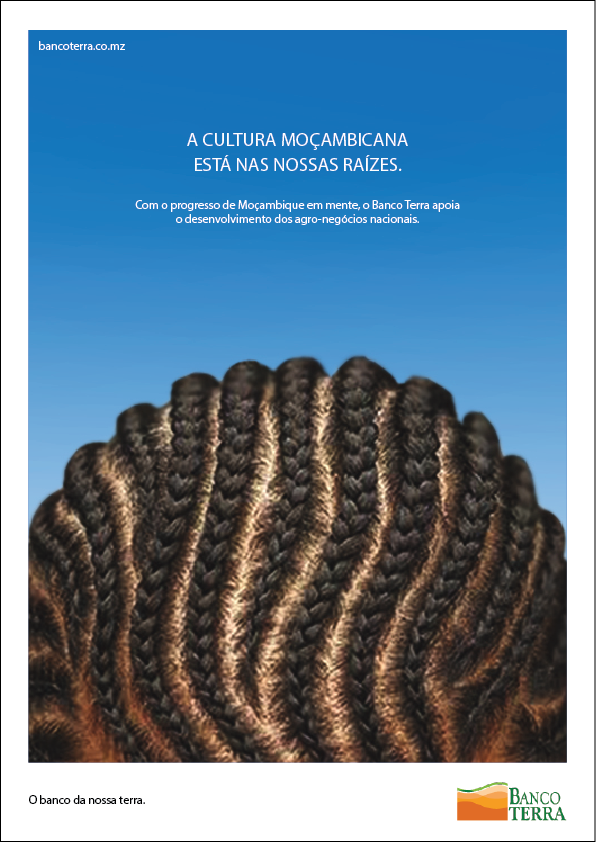 bancoterra.co.mz
A CULTURA MOÇAMBICANA
ESTÁ NAS NOSSAS RAÍZES.
Com o progresso de Moçambique em mente, o Banco Terra apoia
o desenvolvimento dos agro-negócios nacionais.
O banco da nossa terra.
BANCO
TERRA